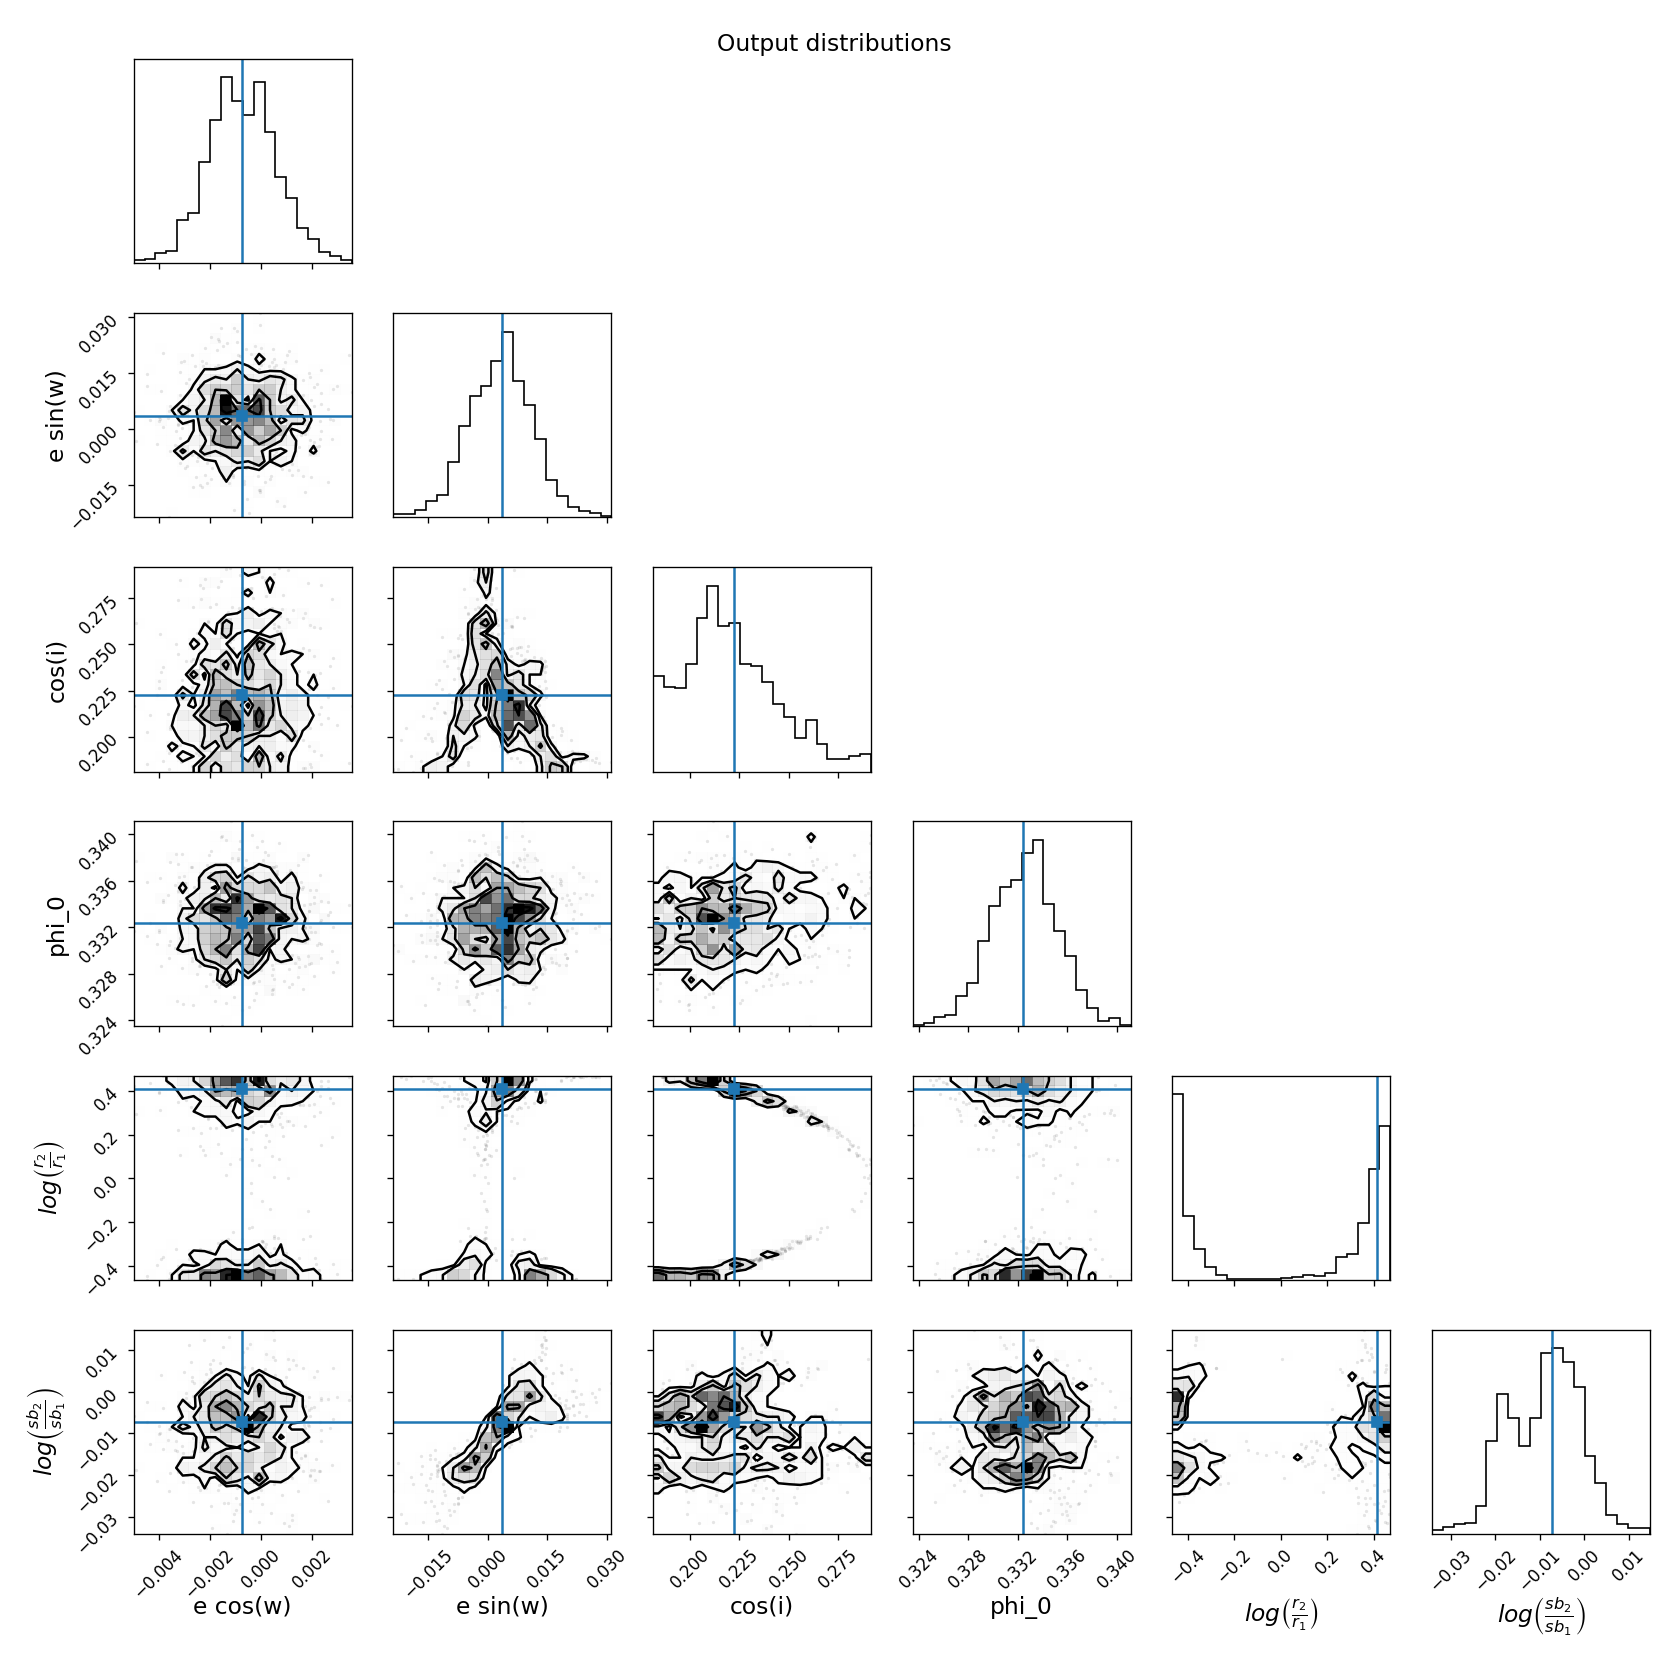 Output distributions
e sin(w)
0.030
0.015
0.000
−0.015
cos(i)
0.275
0.250
0.225
0.200
phi_0
0.340
0.336
0.332
0.328
0.324
log(r₂/r₁)
0.4
0.2
0.0
−0.2
−0.4
log(sb₂/sb₁)
0.01
0.00
−0.01
−0.02
−0.03
−0.004 −0.002 0.000 0.002
e cos(w)
−0.015 0.000 0.015 0.030
e sin(w)
0.200 0.225 0.250 0.275
cos(i)
0.324 0.328 0.332 0.336 0.340
phi_0
−0.4 −0.2 0.0 0.2 0.4
log(r₂/r₁)
−0.03 −0.02 −0.01 0.00 0.01
log(sb₂/sb₁)